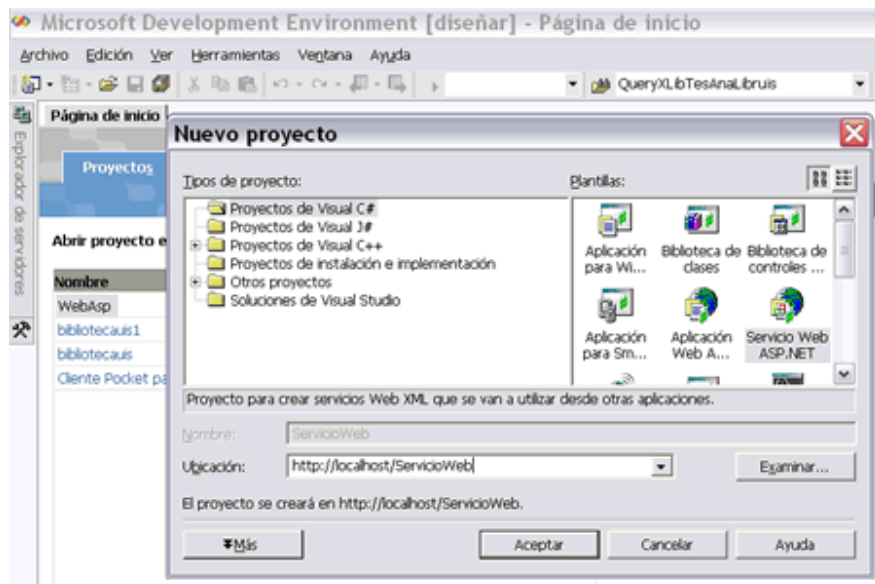 Microsoft Development Environment [diseñar] - Página de inicio
Archivo Edición Ver Herramientas Ventana Ayuda
QueryXLibTesAnaLibruis
Explorador de servidores
Página de inicio
Proyectos
Abrir proyecto e
Nombre
WebAsp
bibliotecauis1
bibliotecauis
Cliente Pocket pa
Nuevo proyecto
Tipos de proyecto:
Proyectos de Visual C#
Proyectos de Visual J#
Proyectos de Visual C++
Proyectos de instalación e implementación
Otros proyectos
Soluciones de Visual Studio
Plantillas:
Aplicación para Wi...
Biblioteca de clases
Biblioteca de controles ...
Aplicación para Sm...
Aplicación Web A...
Servicio Web ASP.NET
Proyecto para crear servicios Web XML que se van a utilizar desde otras aplicaciones.
Nombre: ServicioWeb
Ubicación: http://localhost/ServicioWeb
Examinar...
El proyecto se creará en http://localhost/ServicioWeb.
Más
Aceptar
Cancelar
Ayuda